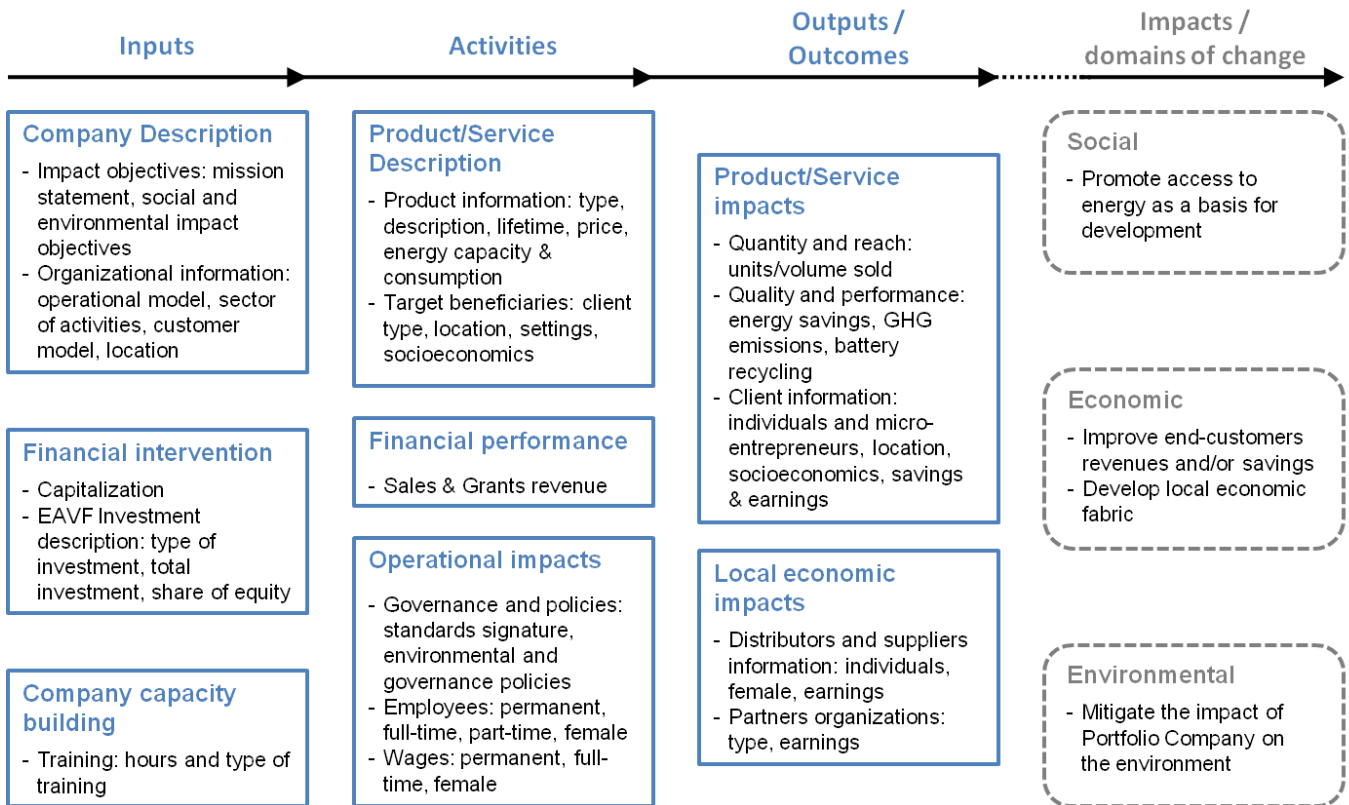 Inputs
Activities
Outputs /
Outcomes
Impacts /
domains of change
Company Description
- Impact objectives: mission
statement, social and
environmental impact
objectives
- Organizational information:
operational model, sector
of activities, customer
model, location
Financial intervention
- Capitalization
- EAVF Investment
description: type of
investment, total
investment, share of equity
Company capacity
building
- Training: hours and type of
training
Product/Service
Description
- Product information: type,
description, lifetime, price,
energy capacity &
consumption
- Target beneficiaries: client
type, location, settings,
socioeconomics
Financial performance
- Sales & Grants revenue
Operational impacts
- Governance and policies:
standards signature,
environmental and
governance policies
- Employees: permanent,
full-time, part-time, female
- Wages: permanent, full-
time, female
Product/Service
impacts
- Quantity and reach:
units/volume sold
- Quality and performance:
energy savings, GHG
emissions, battery
recycling
- Client information:
individuals and micro-
entrepreneurs, location,
socioeconomics, savings
& earnings
Local economic
impacts
- Distributors and suppliers
information: individuals,
female, earnings
- Partners organizations:
type, earnings
Social
- Promote access to
energy as a basis for
development
Economic
- Improve end-customers
revenues and/or savings
- Develop local economic
fabric
Environmental
- Mitigate the impact of
Portfolio Company on
the environment